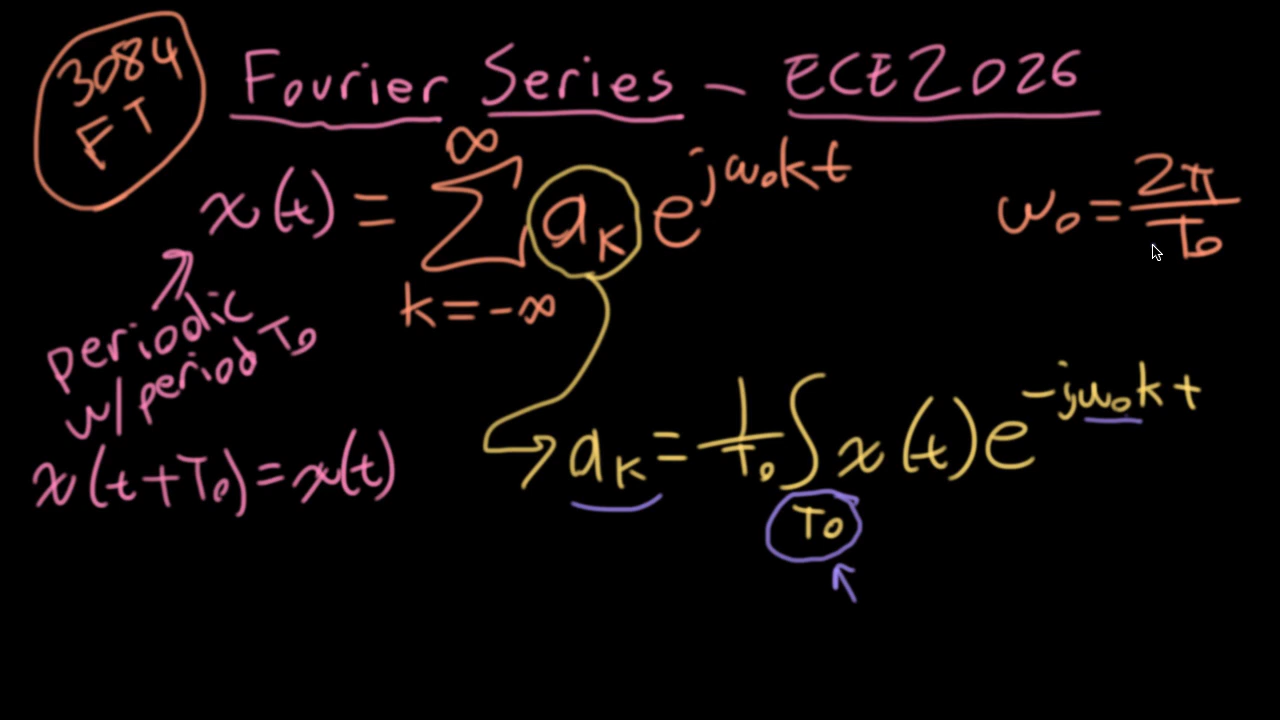 3084
FT
Fourier Series - ECE2026
x(t) = ∞ Σ k=-∞ a_k e^{jω₀kt}
ω₀ = 2π/T₀
periodic
w/ period T₀
x(t+T₀) = x(t)
a_k = 1/T₀ ∫_{T₀} x(t) e^{-jω₀kt}